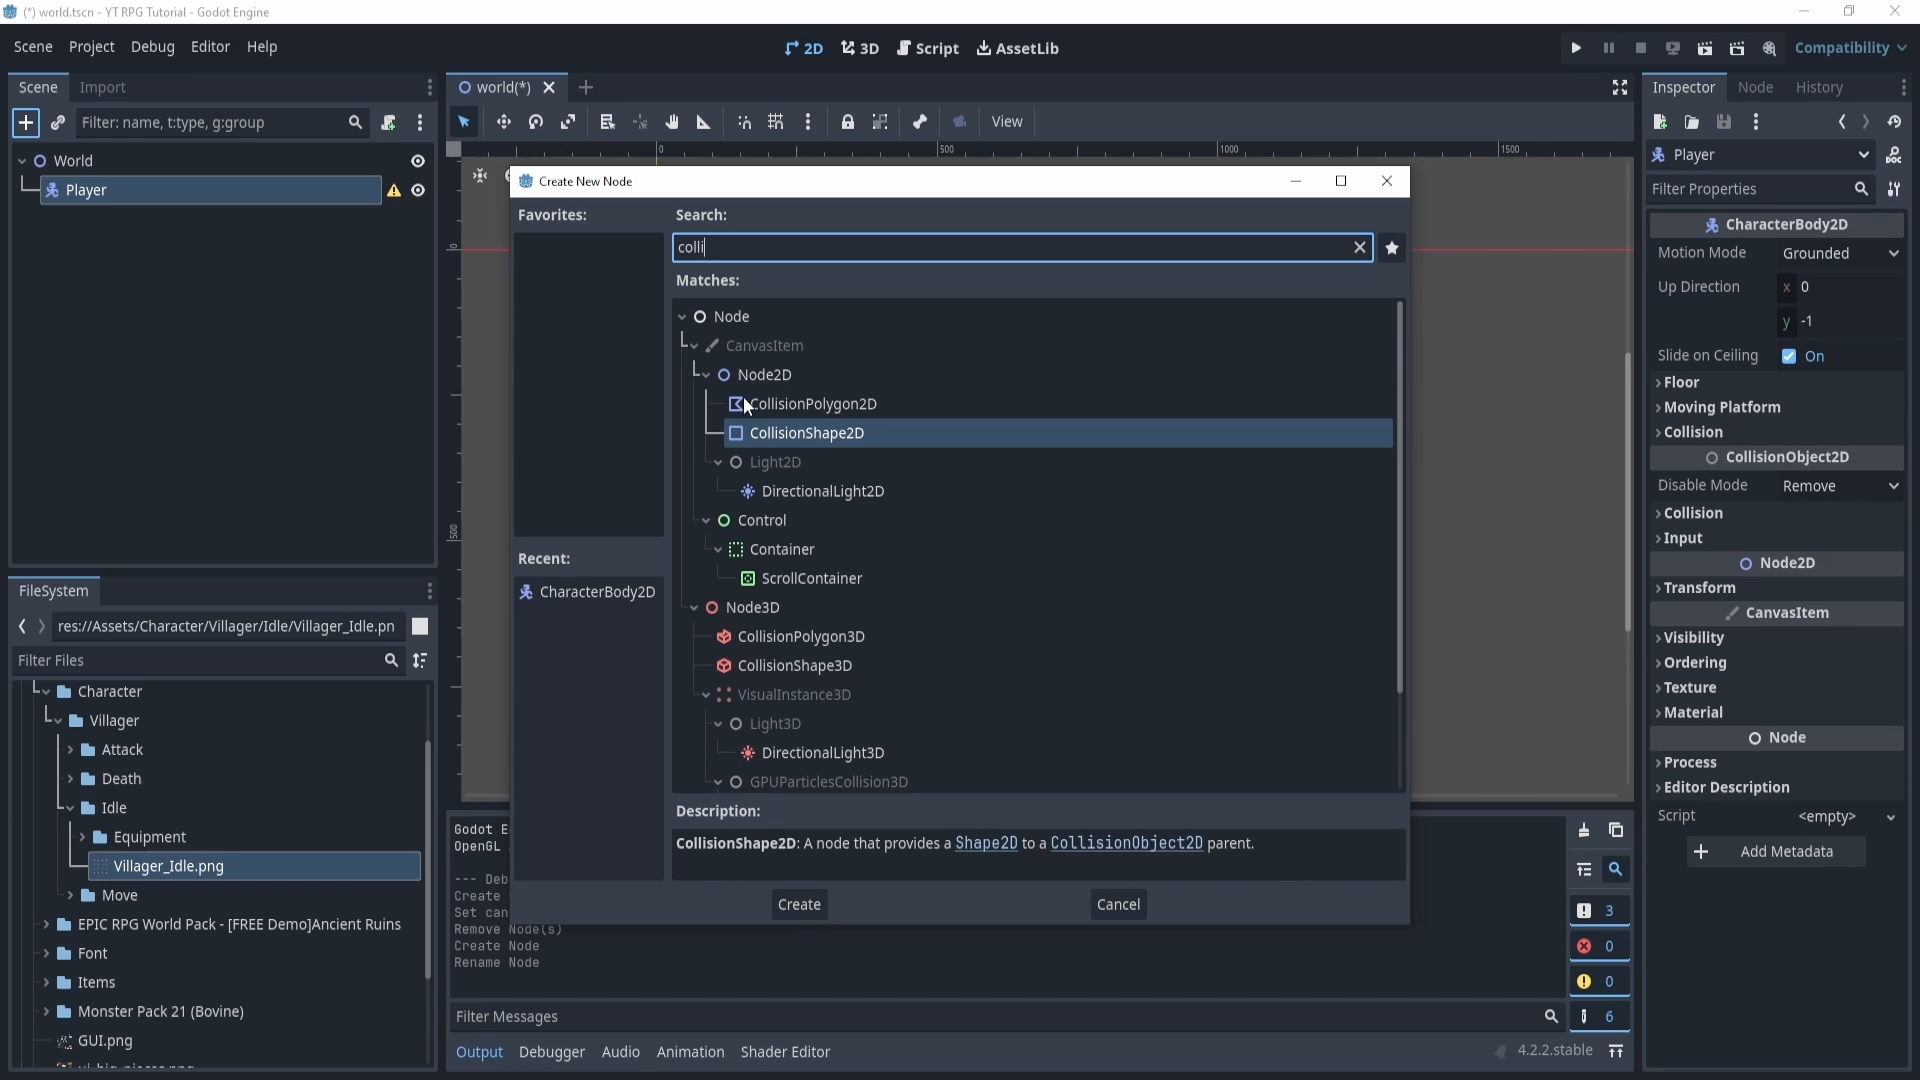 (*) world.tscn - YT RPG Tutorial - Godot Engine
Scene Project Debug Editor Help
2D 3D Script AssetLib
Compatibility
Scene Import
Filter: name, t:type, g:group
World
Player
world(*)
View
0 500 1000 1500
0
500
Create New Node
Favorites:
Search:
colli
Matches:
Node
CanvasItem
Node2D
CollisionPolygon2D
CollisionShape2D
Light2D
DirectionalLight2D
Control
Container
ScrollContainer
Node3D
CollisionPolygon3D
CollisionShape3D
VisualInstance3D
Light3D
DirectionalLight3D
GPUParticlesCollision3D
Recent:
CharacterBody2D
Description:
CollisionShape2D: A node that provides a Shape2D to a CollisionObject2D parent.
Create Cancel
FileSystem
res://Assets/Character/Villager/Idle/Villager_Idle.pn
Filter Files
Character
Villager
Attack
Death
Idle
Equipment
Villager_Idle.png
Move
EPIC RPG World Pack - [FREE Demo]Ancient Ruins
Font
Items
Monster Pack 21 (Bovine)
GUI.png
Godot E
OpenGL
--- Deb
Create
Set can
Remove Node(s)
Create Node
Rename Node
Filter Messages
3
0
0
6
Output Debugger Audio Animation Shader Editor
4.2.2.stable
Inspector Node History
Player
Filter Properties
CharacterBody2D
Motion Mode Grounded
Up Direction x 0
y -1
Slide on Ceiling On
Floor
Moving Platform
Collision
CollisionObject2D
Disable Mode Remove
Collision
Input
Node2D
Transform
CanvasItem
Visibility
Ordering
Texture
Material
Node
Process
Editor Description
Script <empty>
Add Metadata